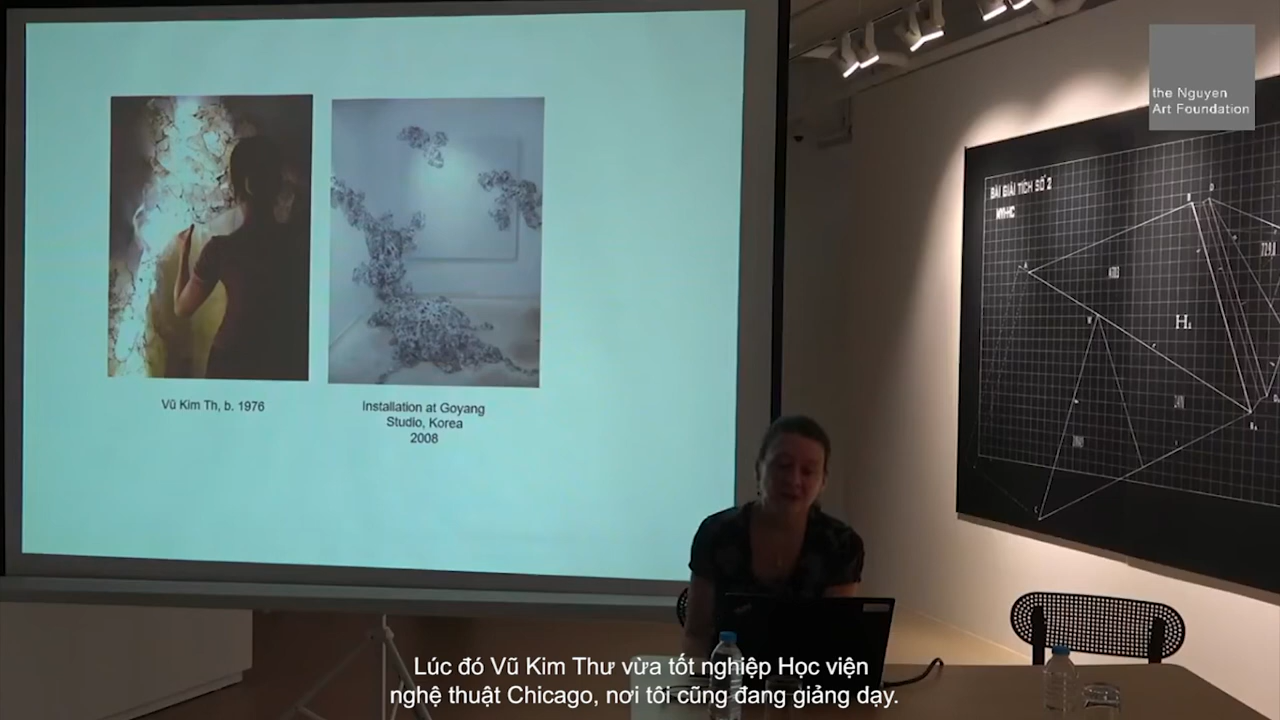 the Nguyen
Art Foundation
BÀI GIẢI TÍCH SỐ 2
Vũ Kim Th, b. 1976
Installation at Goyang
Studio, Korea
2008
Lúc đó Vũ Kim Thư vừa tốt nghiệp Học viện
nghệ thuật Chicago, nơi tôi cũng đang giảng dạy.